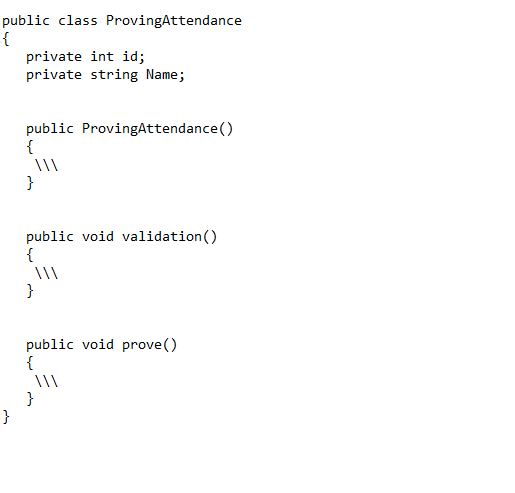 public class ProvingAttendance
{
private int id;
private string Name;
public ProvingAttendance()
{
\\\
}
public void validation()
{
\\\
}
public void prove()
{
\\\
}
}